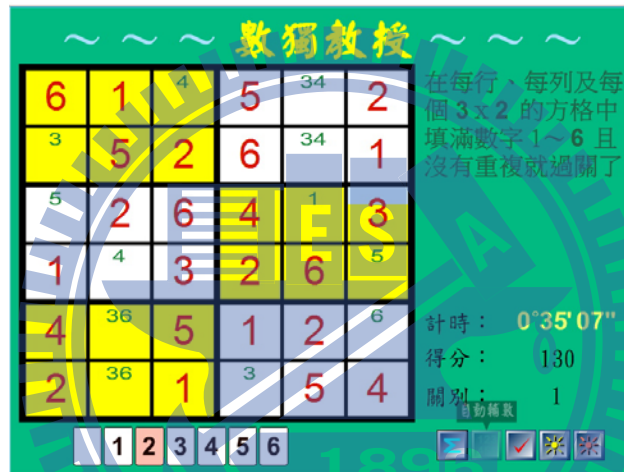 ～ ～ ～ 數獨教授 ～ ～ ～
6 1 4 5 34 2
3 5 2 6 34 1
5 2 6 4 1 3
1 4 3 2 6 5
4 36 5 1 2 6
2 36 1 3 5 4
在每行、每列及每
個 3 x 2 的方格中
填滿數字 1～6 且
沒有重複就過關了
ES
A
計時： 0°35'07"
得分： 130
關別： 1
自動輔數
1 2 3 4 5 6
1895